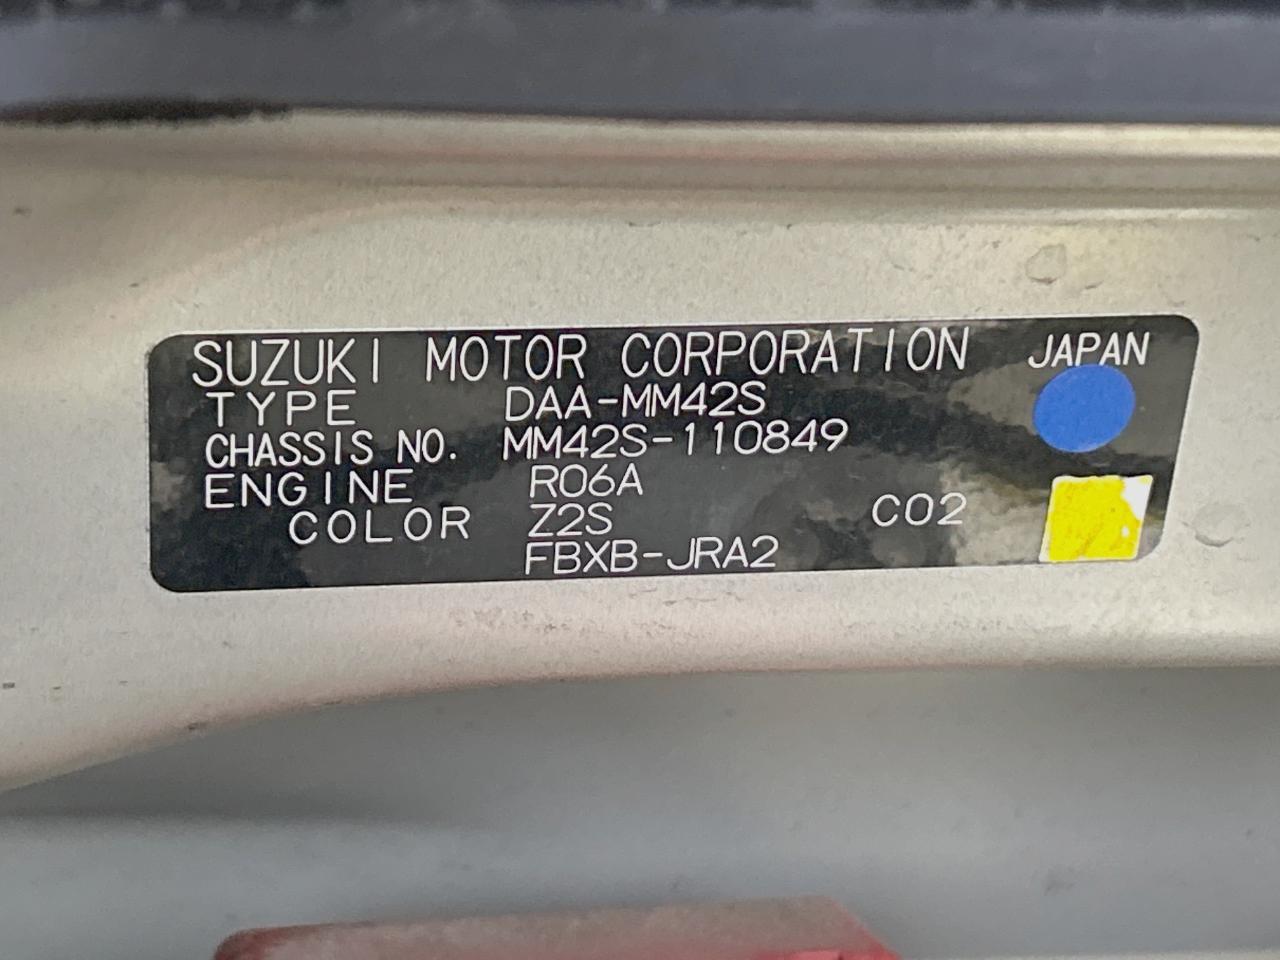 SUZUKI MOTOR CORPORATION JAPAN
TYPE DAA-MM42S
CHASSIS NO. MM42S-110849
ENGINE R06A
COLOR Z2S C02
FBXB-JRA2